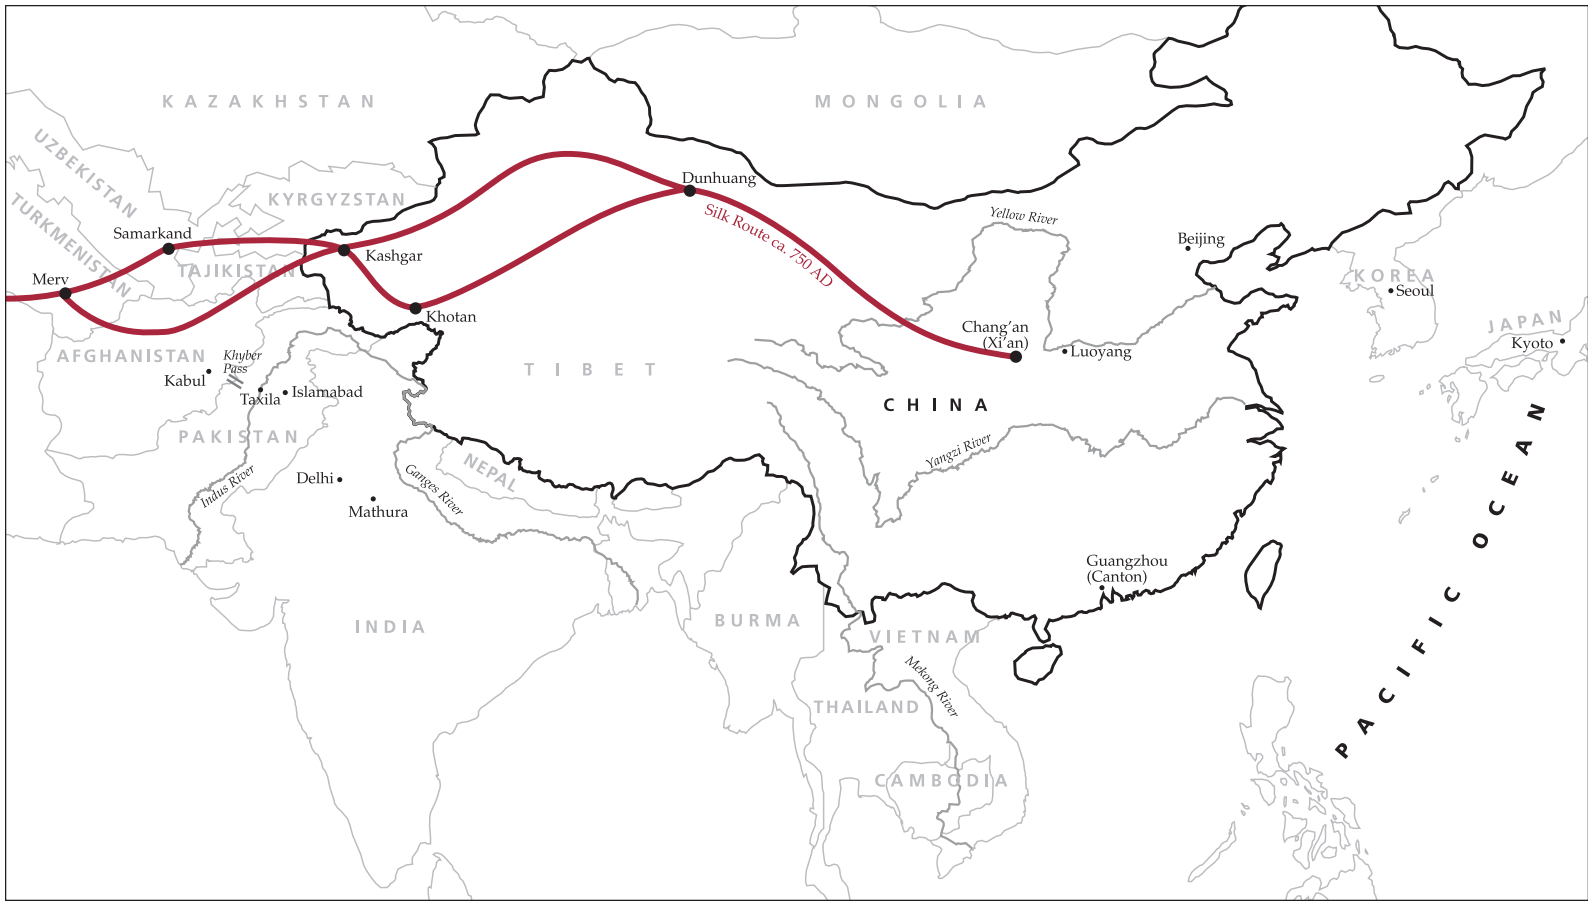 KAZAKHSTAN
MONGOLIA
UZBEKISTAN
TURKMENISTAN
KYRGYZSTAN
TAJIKISTAN
Samarkand
Merv
Kashgar
Khotan
Dunhuang
Silk Route ca. 750 AD
Yellow River
Beijing
KOREA
Seoul
JAPAN
Kyoto
Chang’an
(Xi’an)
Luoyang
AFGHANISTAN
Khyber
Pass
Kabul
Taxila
Islamabad
TIBET
CHINA
PAKISTAN
Indus River
Delhi
Mathura
Ganges River
NEPAL
Yangzi River
PACIFIC OCEAN
Guangzhou
(Canton)
INDIA
BURMA
VIETNAM
Mekong River
THAILAND
CAMBODIA